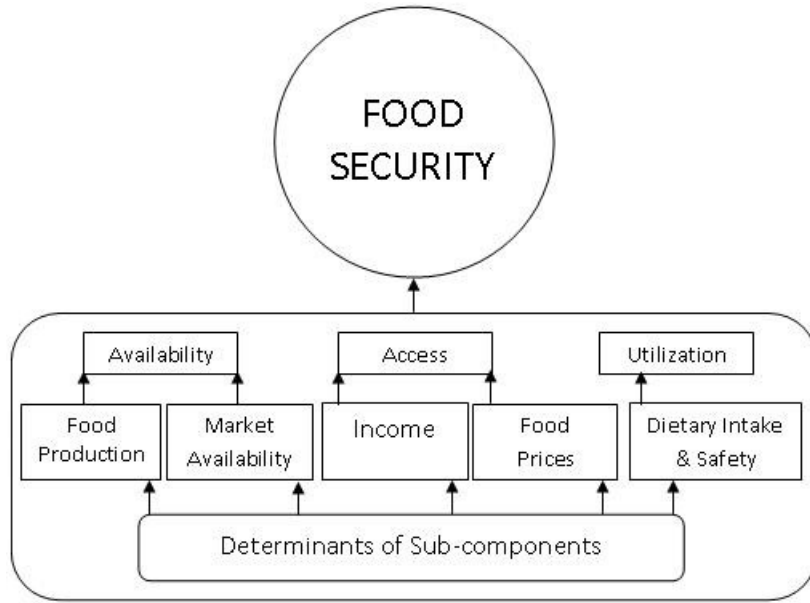 FOOD
SECURITY
Availability
Access
Utilization
Food
Production
Market
Availability
Income
Food
Prices
Dietary Intake
& Safety
Determinants of Sub-components